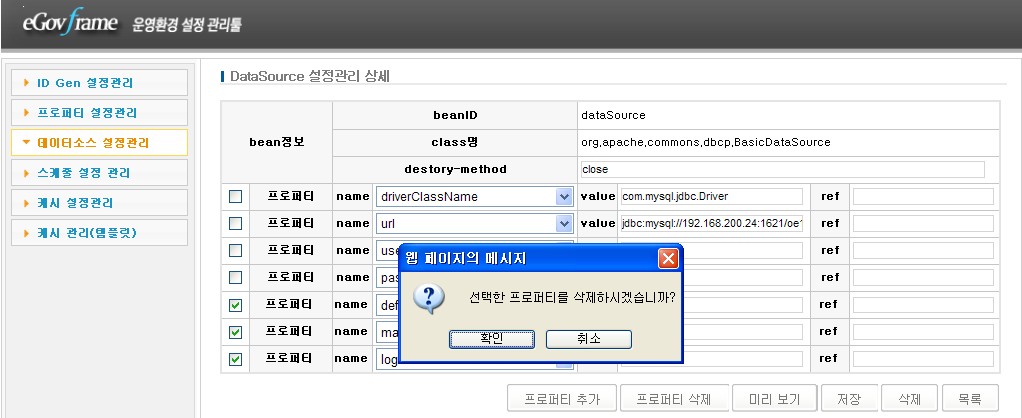 eGovframe 운영환경 설정 관리툴
ID Gen 설정관리
프로퍼티 설정관리
데이터소스 설정관리
스케줄 설정 관리
캐시 설정관리
캐시 관리(템플릿)
DataSource 설정관리 상세
bean정보
beanID dataSource
class명 org,apache,commons,dbcp,BasicDataSource
destory-method close
프로퍼티 name driverClassName value com.mysql.jdbc.Driver ref
프로퍼티 name url value jdbc:mysql://192.168.200.24:1621/oe1 ref
프로퍼티 name use ref
프로퍼티 name pas ref
프로퍼티 name def ref
프로퍼티 name ma ref
프로퍼티 name log ref
웹 페이지의 메시지
선택한 프로퍼티를 삭제하시겠습니까?
확인 취소
프로퍼티 추가 프로퍼티 삭제 미리 보기 저장 삭제 목록